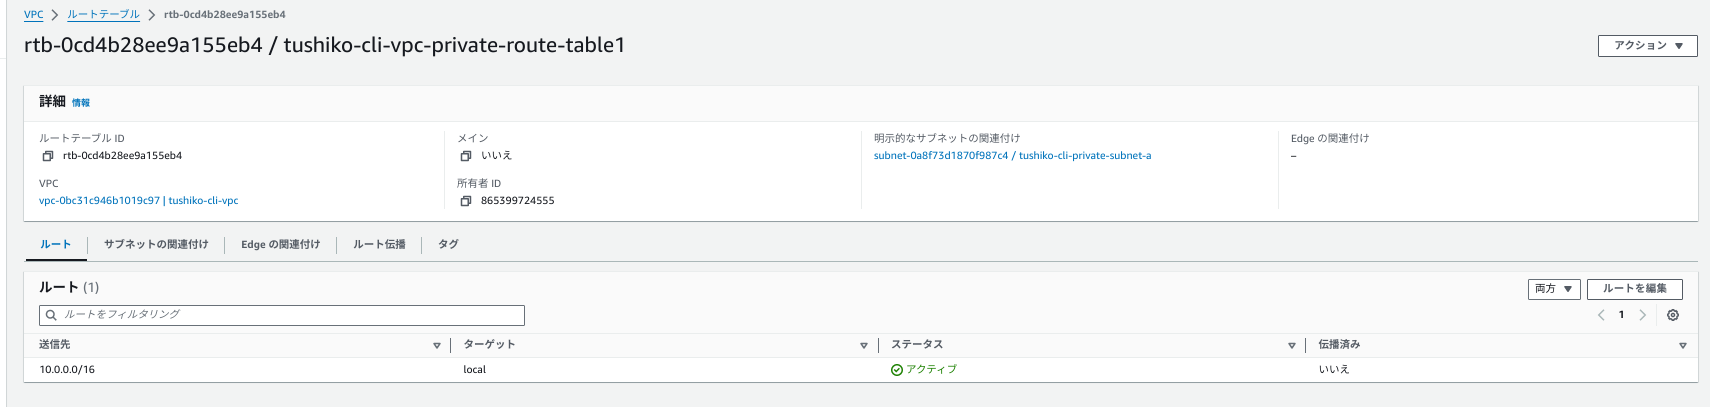 VPC > ルートテーブル > rtb-0cd4b28ee9a155eb4
rtb-0cd4b28ee9a155eb4 / tushiko-cli-vpc-private-route-table1
アクション ▼
詳細 情報
ルートテーブル ID
rtb-0cd4b28ee9a155eb4
メイン
いいえ
明示的なサブネットの関連付け
subnet-0a8f73d1870f987c4 / tushiko-cli-private-subnet-a
Edge の関連付け
–
VPC
vpc-0bc31c946b1019c97 | tushiko-cli-vpc
所有者 ID
865399724555
ルート サブネットの関連付け Edge の関連付け ルート伝播 タグ
ルート (1)
両方 ▼ ルートを編集
ルートをフィルタリング
1
送信先 ターゲット ステータス 伝播済み
10.0.0.0/16 local アクティブ いいえ